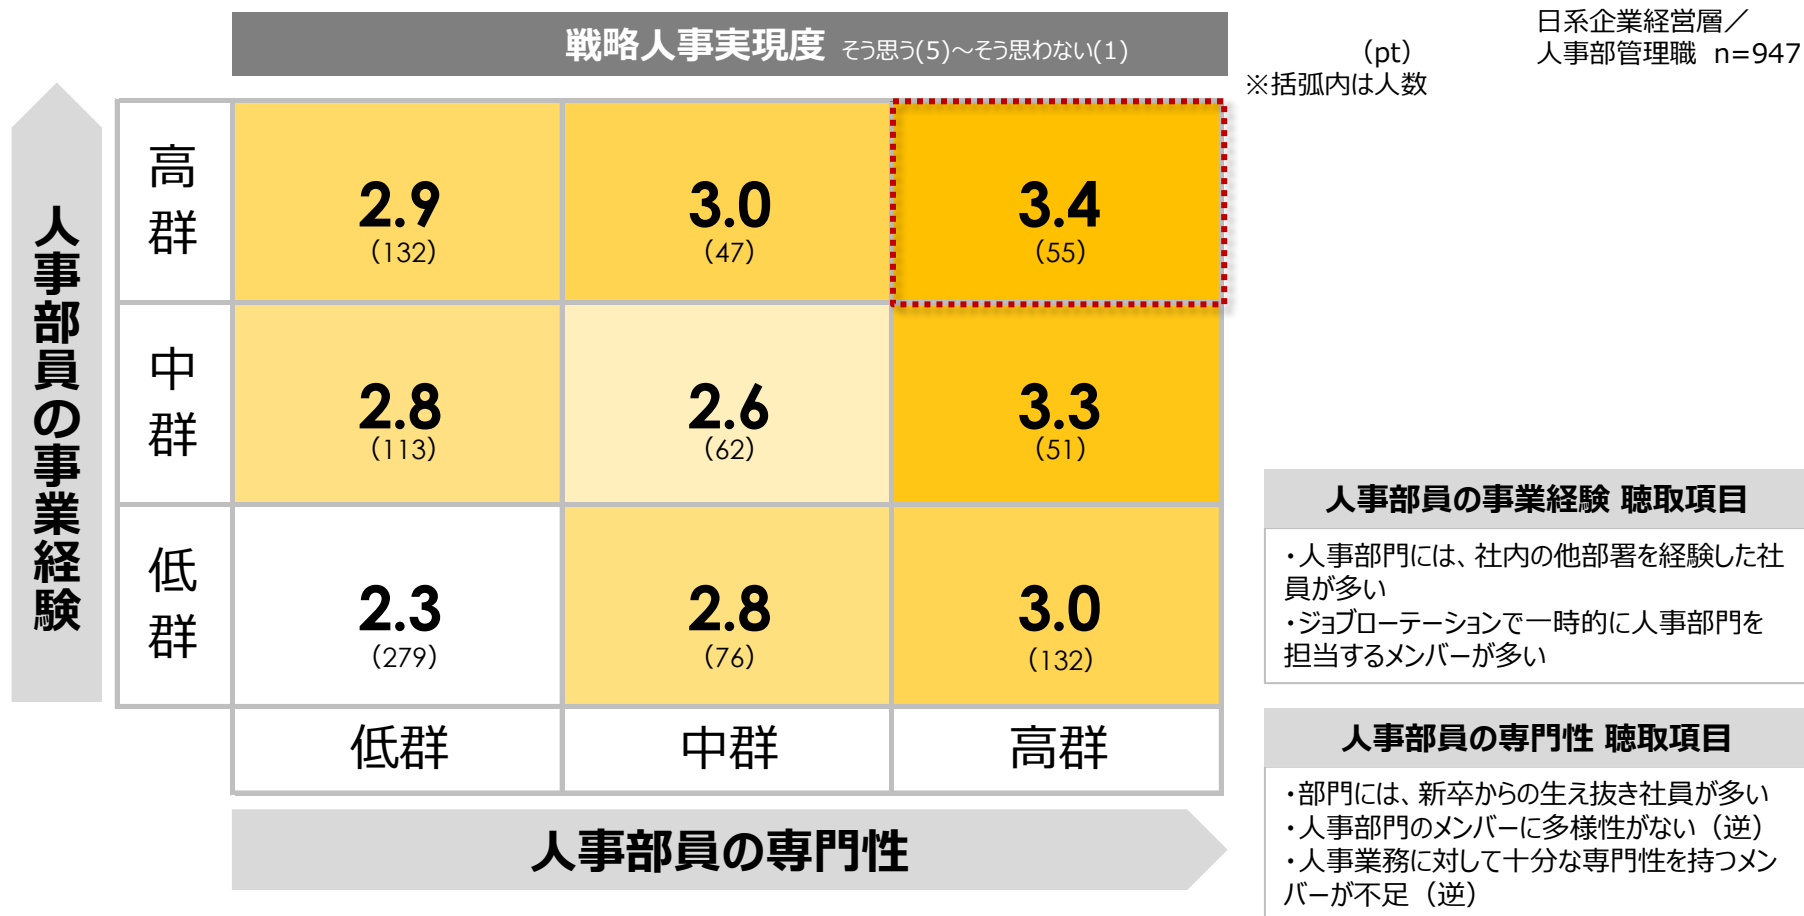 戦略人事実現度 そう思う(5)～そう思わない(1)
(pt)
※括弧内は人数
日系企業経営層／
人事部管理職 n=947
人事部員の事業経験
高群
2.9
(132)
3.0
(47)
3.4
(55)
中群
2.8
(113)
2.6
(62)
3.3
(51)
低群
2.3
(279)
2.8
(76)
3.0
(132)
低群
中群
高群
人事部員の専門性
人事部員の事業経験 聴取項目
・人事部門には、社内の他部署を経験した社
員が多い
・ジョブローテーションで一時的に人事部門を
担当するメンバーが多い
人事部員の専門性 聴取項目
・部門には、新卒からの生え抜き社員が多い
・人事部門のメンバーに多様性がない（逆）
・人事業務に対して十分な専門性を持つメン
バーが不足（逆）